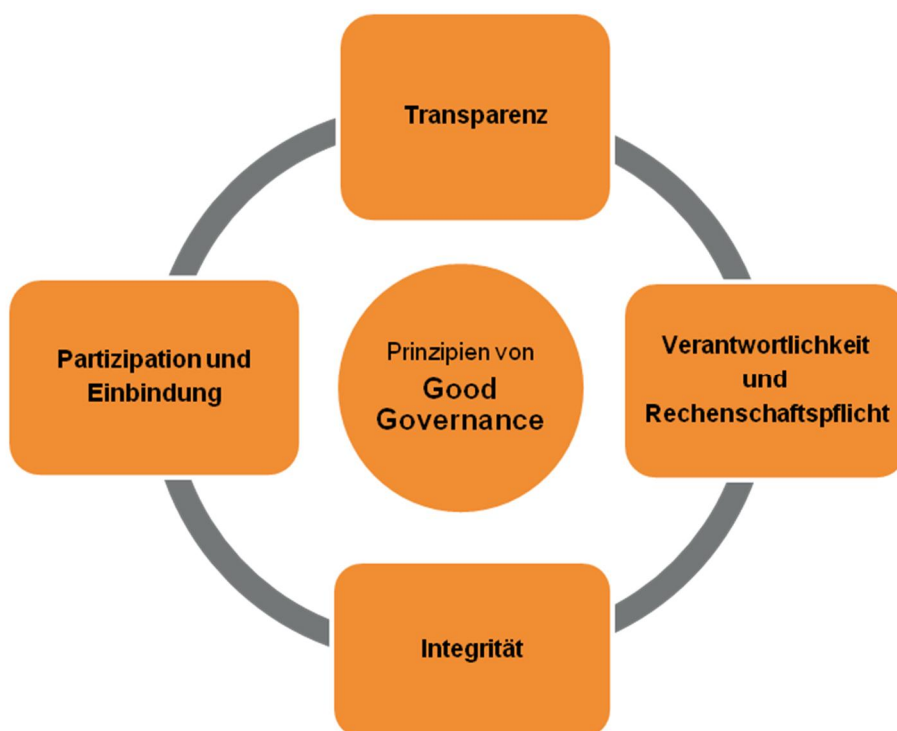 Transparenz
Partizipation und
Einbindung
Prinzipien von
Good
Governance
Verantwortlichkeit
und
Rechenschaftspflicht
Integrität